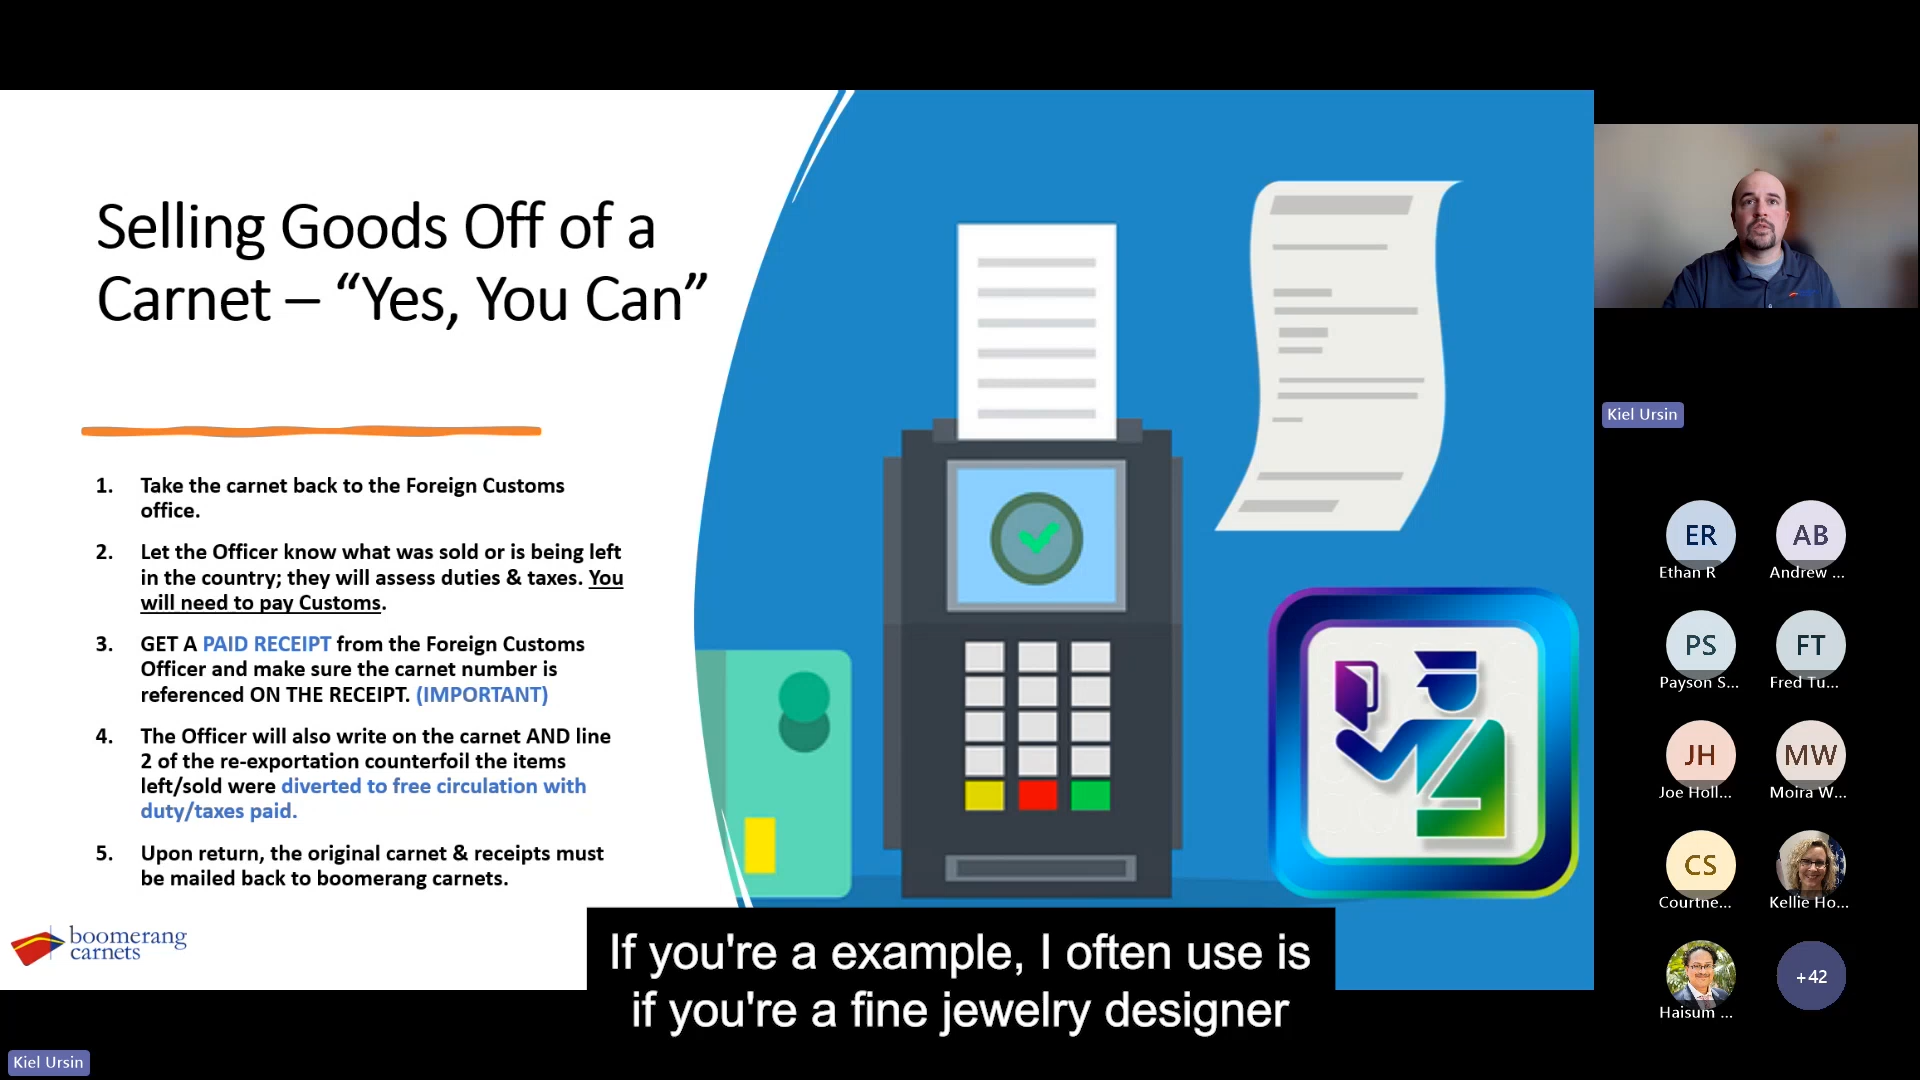 Selling Goods Off of a
Carnet – “Yes, You Can”
1. Take the carnet back to the Foreign Customs
office.
2. Let the Officer know what was sold or is being left
in the country; they will assess duties & taxes. You
will need to pay Customs.
3. GET A PAID RECEIPT from the Foreign Customs
Officer and make sure the carnet number is
referenced ON THE RECEIPT. (IMPORTANT)
4. The Officer will also write on the carnet AND line
2 of the re-exportation counterfoil the items
left/sold were diverted to free circulation with
duty/taxes paid.
5. Upon return, the original carnet & receipts must
be mailed back to boomerang carnets.
boomerang
carnets
If you're a example, I often use is
if you're a fine jewelry designer
Kiel Ursin
Kiel Ursin
ER
Ethan R
AB
Andrew ...
PS
Payson S...
FT
Fred Tu...
JH
Joe Holl...
MW
Moira W...
CS
Courtne...
Kellie Ho...
Haisum ...
+42